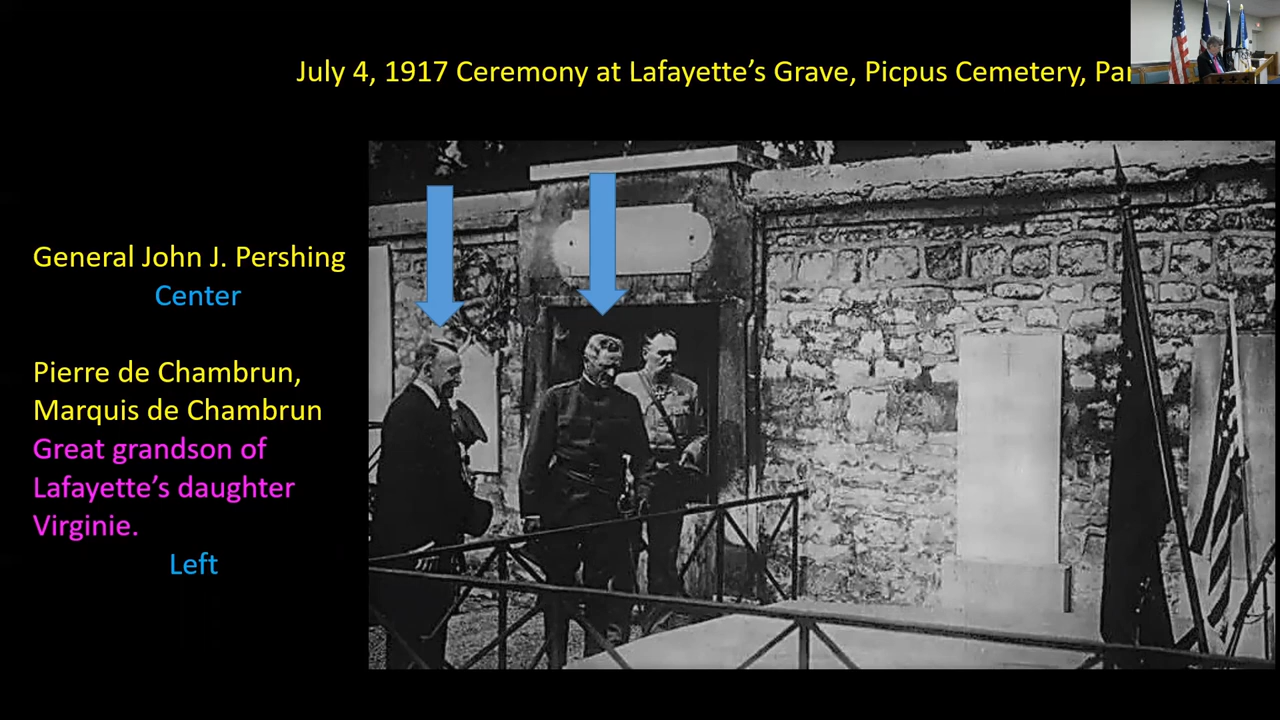 July 4, 1917 Ceremony at Lafayette’s Grave, Picpus Cemetery,
General John J. Pershing
Center
Pierre de Chambrun,
Marquis de Chambrun
Great grandson of
Lafayette’s daughter
Virginie.
Left